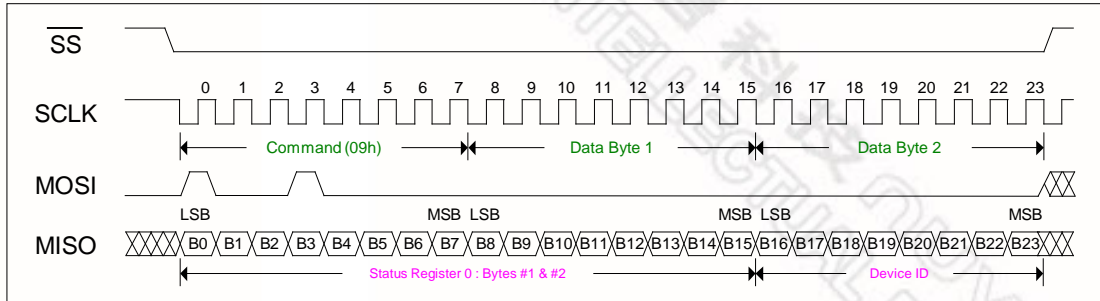 SS
0 1 2 3 4 5 6 7 8 9 10 11 12 13 14 15 16 17 18 19 20 21 22 23
SCLK
Command (09h) Data Byte 1 Data Byte 2
MOSI
LSB MSB LSB MSB LSB MSB
MISO B0 B1 B2 B3 B4 B5 B6 B7 B8 B9 B10 B11 B12 B13 B14 B15 B16 B17 B18 B19 B20 B21 B22 B23
Status Register 0 : Bytes #1 & #2 Device ID